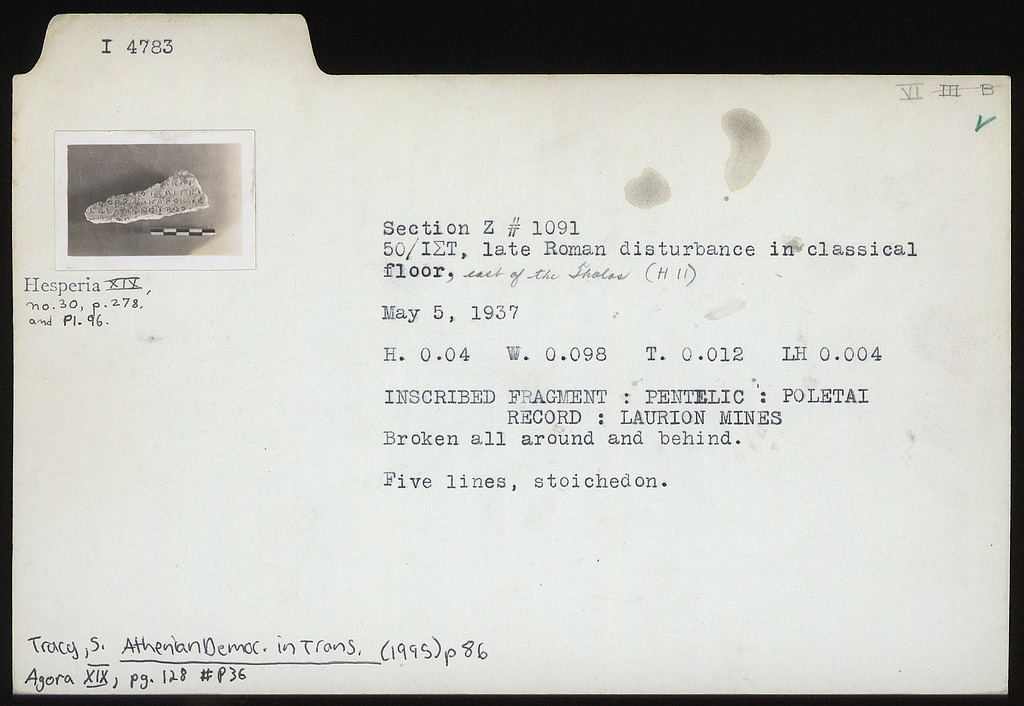 I 4783
VI III B
Section Z # 1091
50/ΙΣΤ, late Roman disturbance in classical
floor, east of the Tholos (H 11)
Hesperia XIX,
no. 30, p. 278.
and Pl. 96.
May 5, 1937
H. 0.04 W. 0.098 T. 0.012 LH 0.004
INSCRIBED FRAGMENT : PENTELIC : POLETAI
RECORD : LAURION MINES
Broken all around and behind.
Five lines, stoichedon.
Tracy, S. Athenian Democ. in Trans. (1995) p 86
Agora XIX, pg. 128 #P36